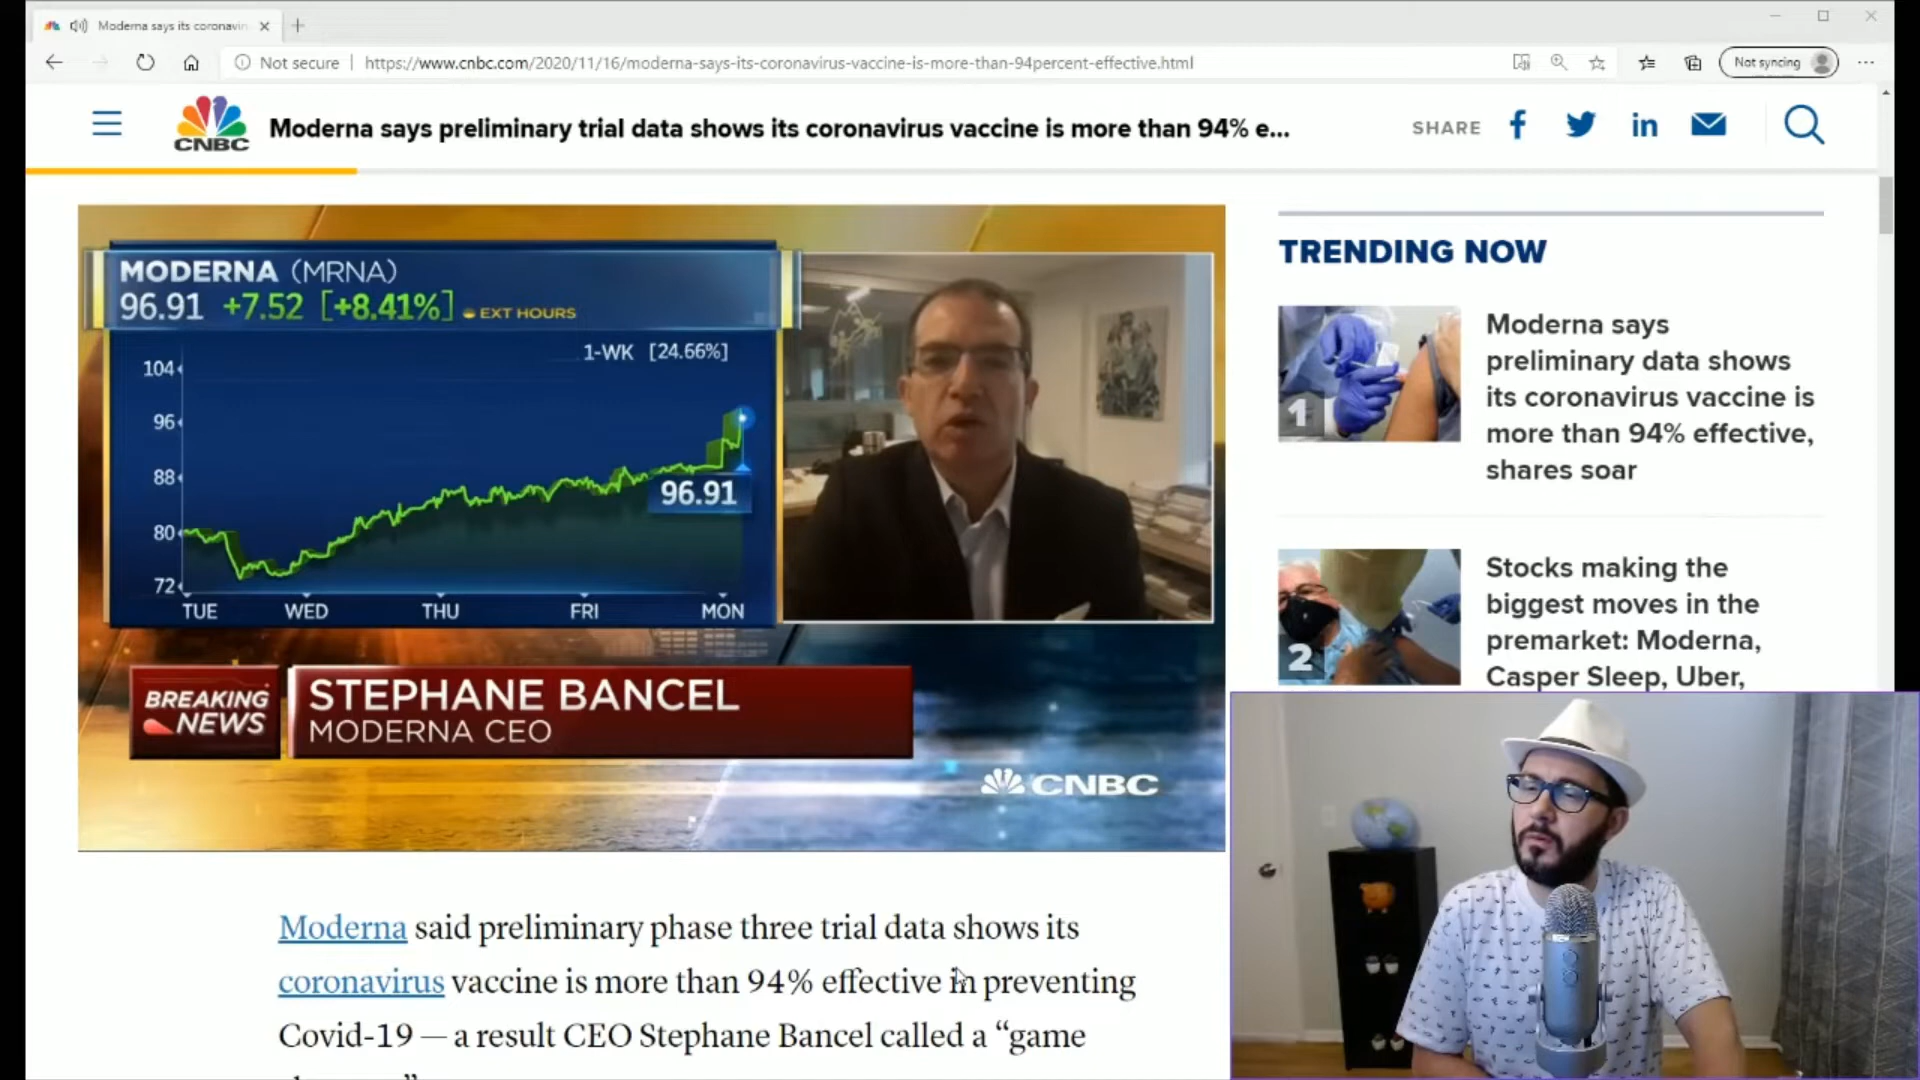 Moderna says its coronavirus
Not syncing
Not secure
https://www.cnbc.com/2020/11/16/moderna-says-its-coronavirus-vaccine-is-more-than-94percent-effective.html
CNBC
Moderna says preliminary trial data shows its coronavirus vaccine is more than 94% e...
SHARE
MODERNA (MRNA)
96.91 +7.52 [+8.41%] EXT HOURS
1-WK [24.66%]
104
96
88
80
72
96.91
TUE WED THU FRI MON
BREAKING
NEWS
STEPHANE BANCEL
MODERNA CEO
CNBC
Moderna said preliminary phase three trial data shows its
coronavirus vaccine is more than 94% effective in preventing
Covid-19 — a result CEO Stephane Bancel called a “game
TRENDING NOW
1
Moderna says
preliminary data shows
its coronavirus vaccine is
more than 94% effective,
shares soar
2
Stocks making the
biggest moves in the
premarket: Moderna,
Casper Sleep, Uber,